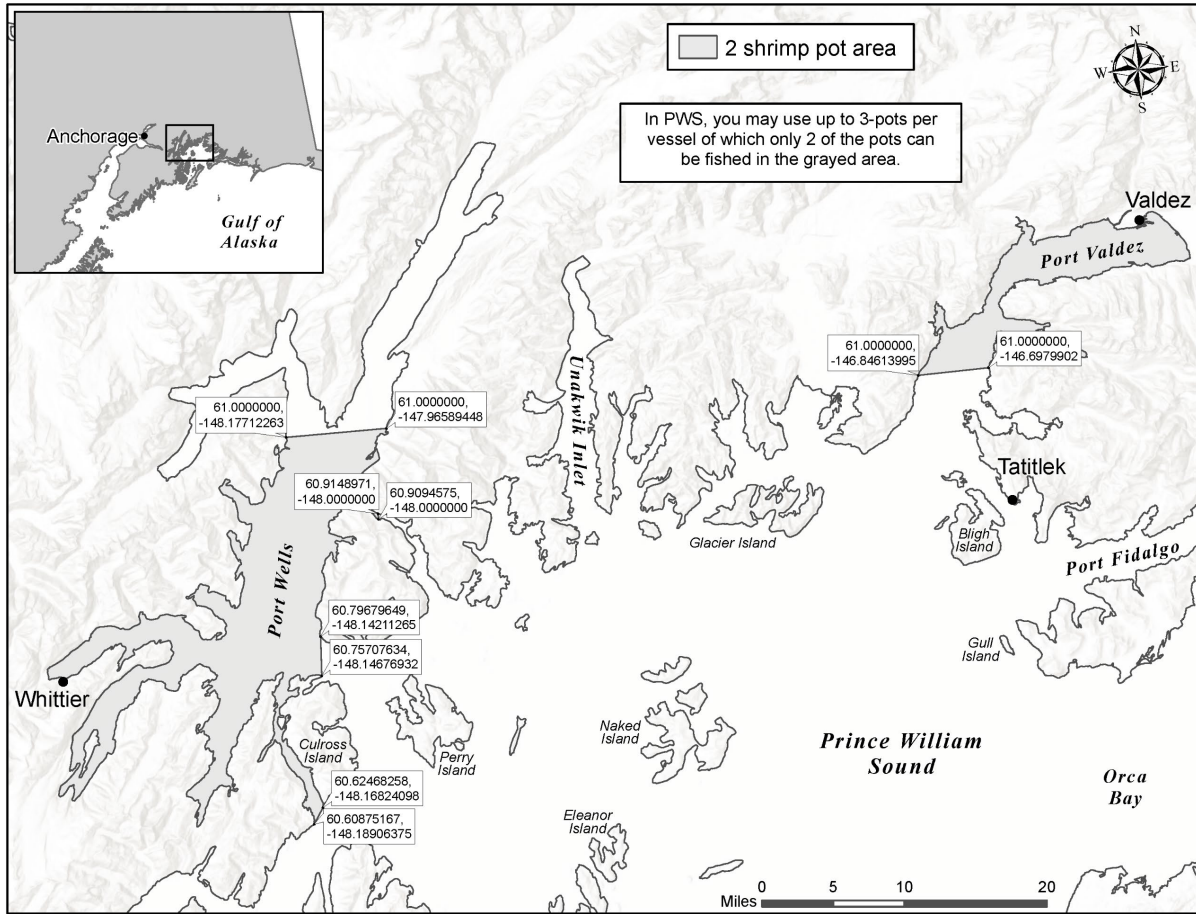 Anchorage
Gulf of
Alaska
2 shrimp pot area
In PWS, you may use up to 3-pots per
vessel of which only 2 of the pots can
be fished in the grayed area.
N
W
E
S
Valdez
Port Valdez
61.0000000,
-146.84613995
61.0000000,
-146.6979902
Unakwik Inlet
61.0000000,
-148.17712263
61.0000000,
-147.96589448
60.9148971,
-148.0000000
60.9094575,
-148.0000000
Tatitlek
Glacier Island
Bligh
Island
Port Fidalgo
Port Wells
60.79679649,
-148.14211265
60.75707634,
-148.14676932
Gull
Island
Whittier
Culross
Island
Perry
Island
Naked
Island
Prince William
Sound
Orca
Bay
60.62468258,
-148.16824098
60.60875167,
-148.18906375
Eleanor
Island
Miles
0
5
10
20